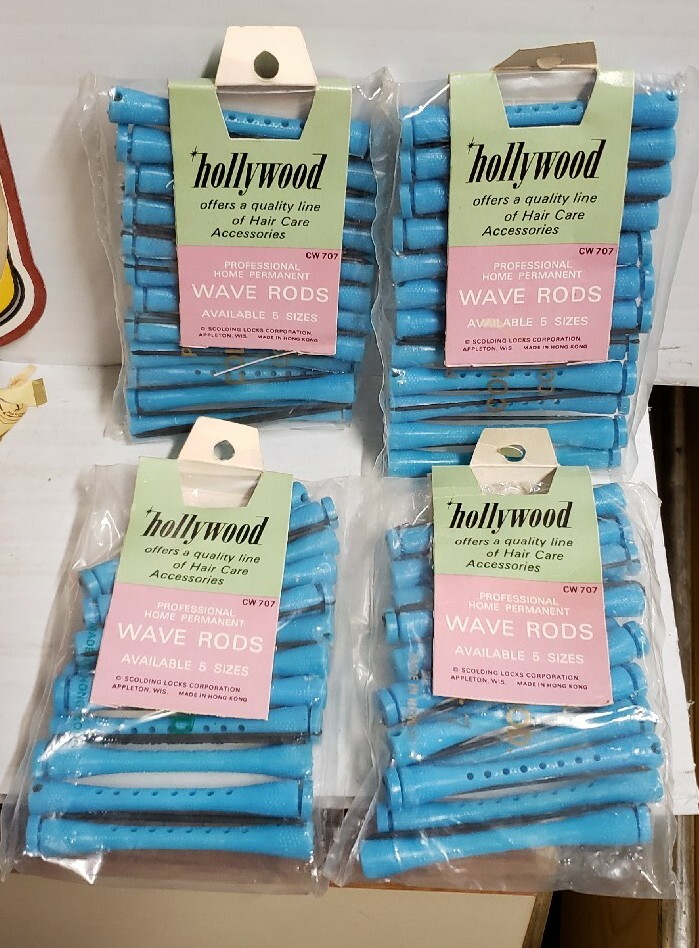 hollywood
offers a quality line
of Hair Care
Accessories
CW 707
PROFESSIONAL
HOME PERMANENT
WAVE RODS
AVAILABLE 5 SIZES
© SCOLDING LOCKS CORPORATION,
APPLETON, WIS. MADE IN HONG KONG
hollywood
offers a quality line
of Hair Care
Accessories
CW 707
PROFESSIONAL
HOME PERMANENT
WAVE RODS
AVAILABLE 5 SIZES
© SCOLDING LOCKS CORPORATION
APPLETON, WIS. MADE IN HONG KONG
hollywood
offers a quality line
of Hair Care
Accessories
CW 707
PROFESSIONAL
HOME PERMANENT
WAVE RODS
AVAILABLE 5 SIZES
© SCOLDING LOCKS CORPORATION
APPLETON, WIS. MADE IN HONG KONG
hollywood
offers a quality line
of Hair Care
Accessories
CW 707
PROFESSIONAL
HOME PERMANENT
WAVE RODS
AVAILABLE 5 SIZES
© SCOLDING LOCKS CORPORATION
APPLETON, WIS. MADE IN HONG KONG